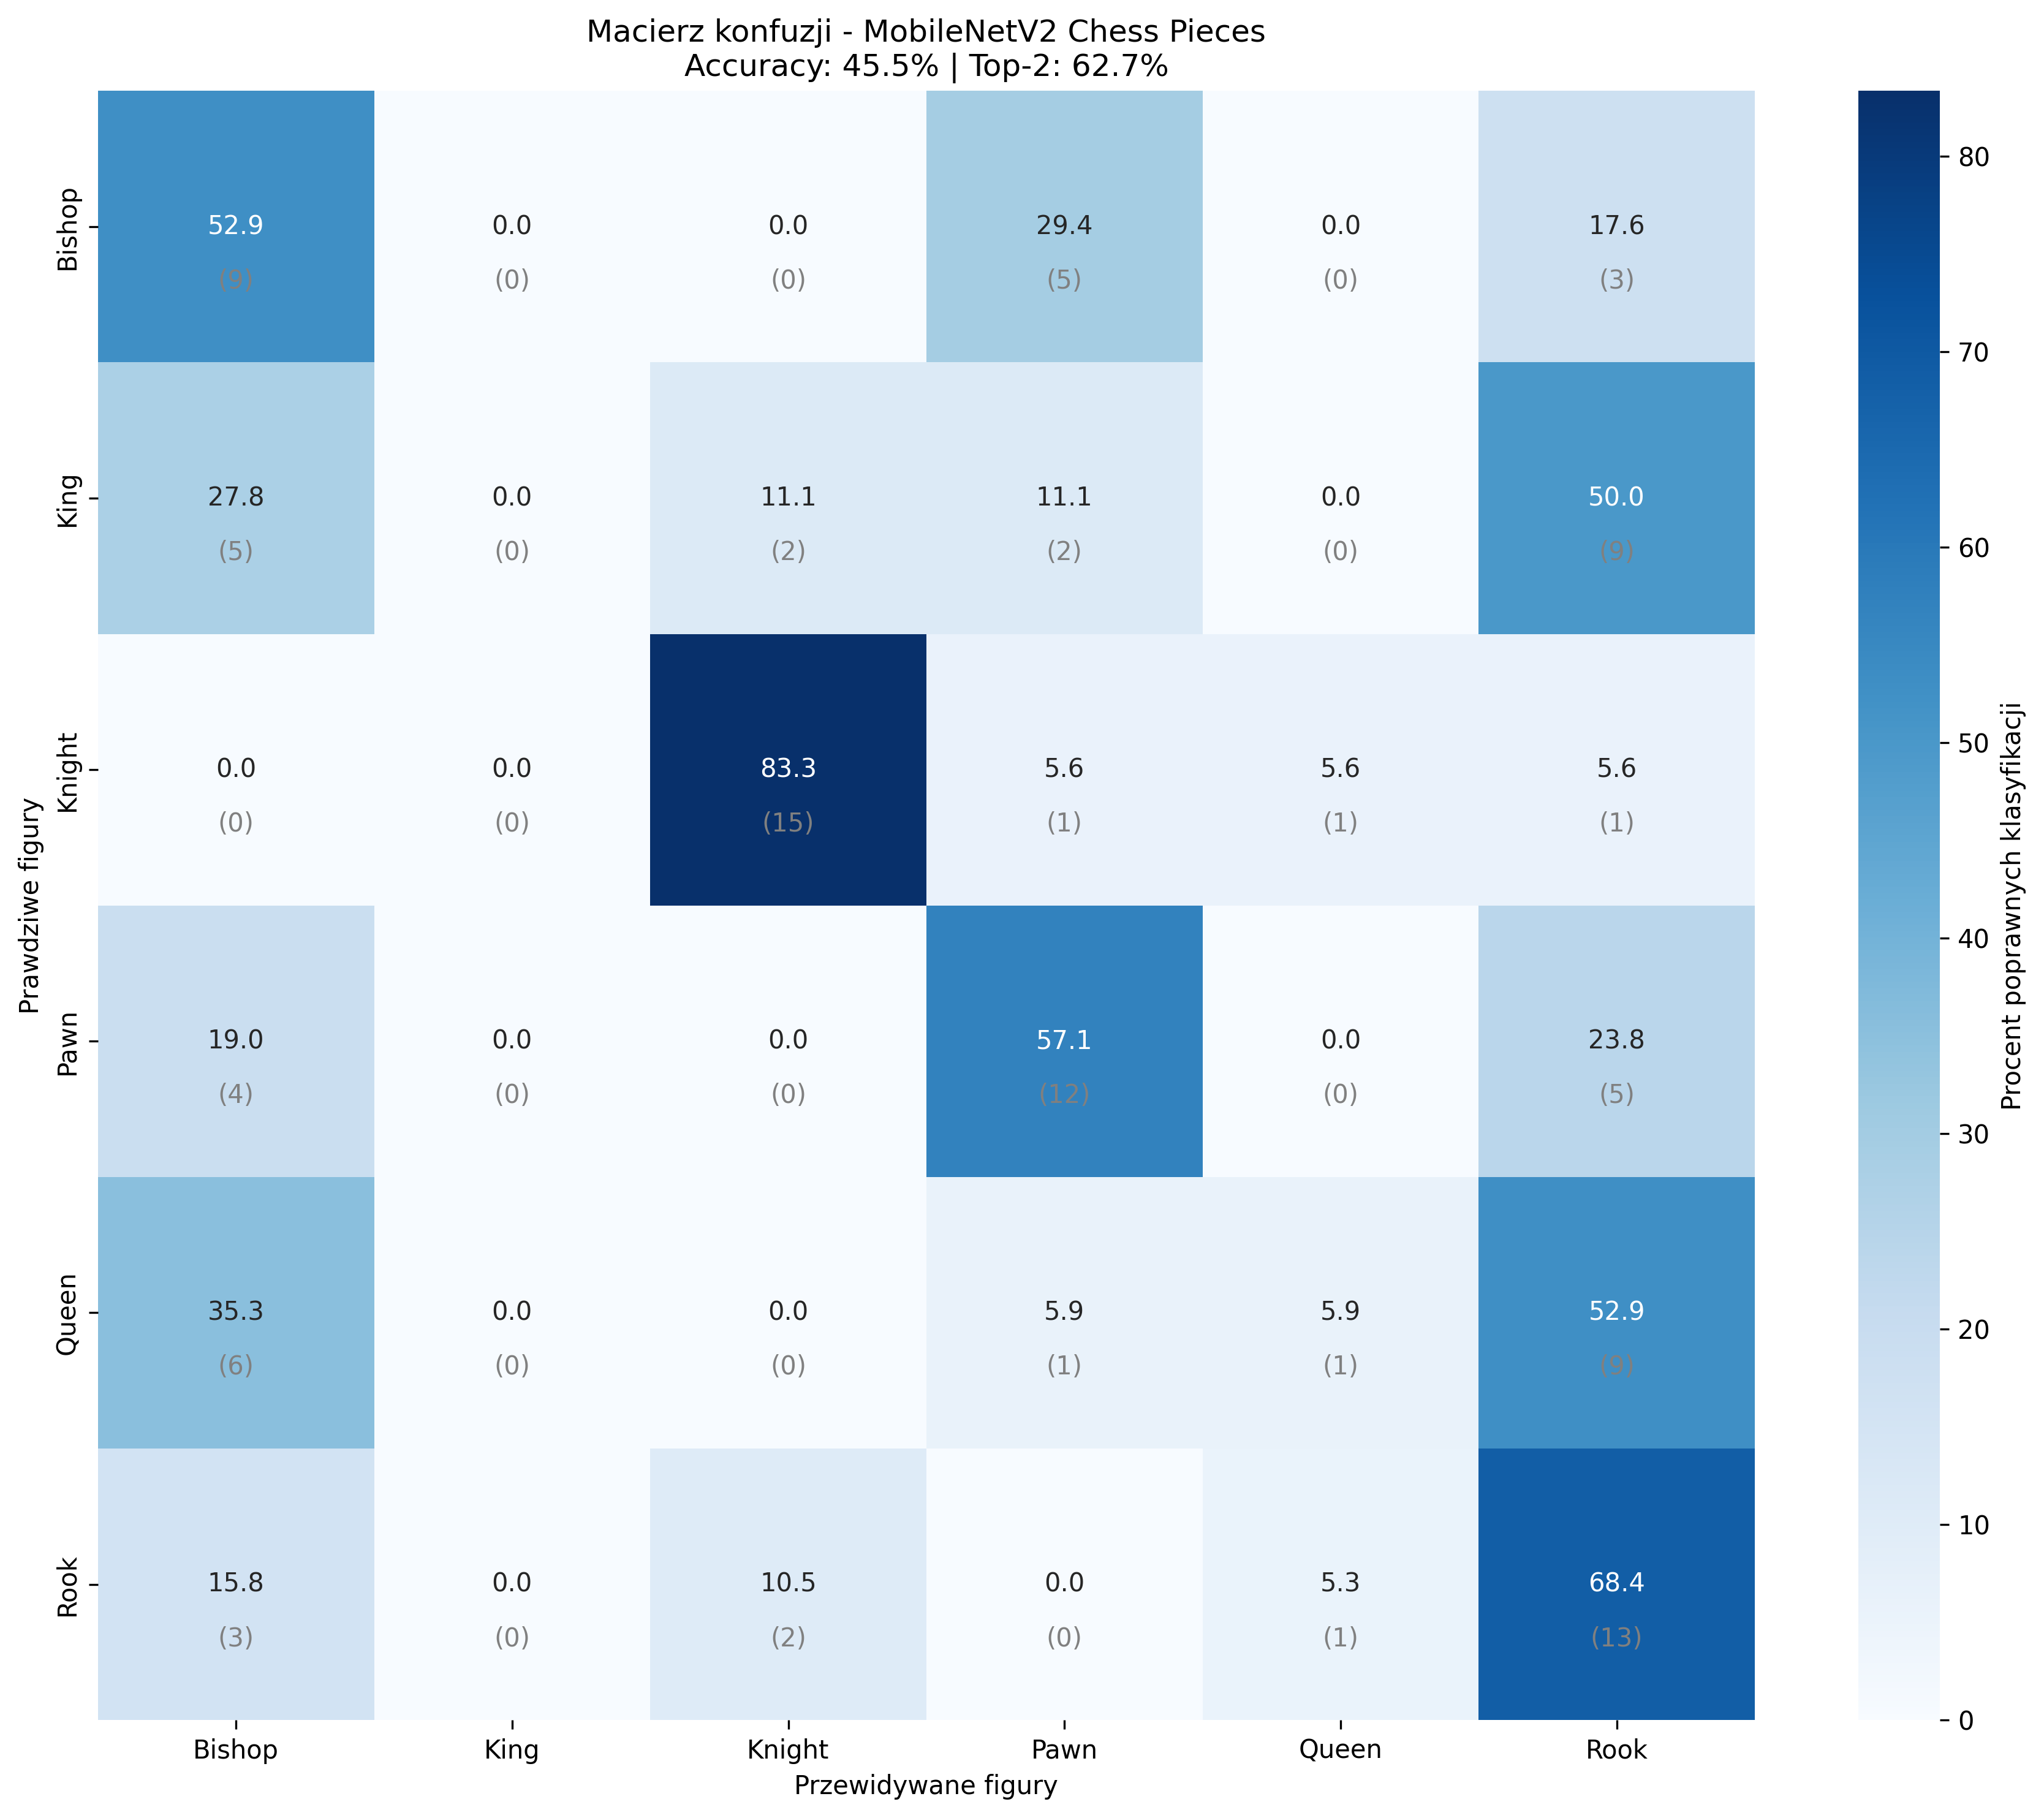 Macierz konfuzji - MobileNetV2 Chess Pieces
Accuracy: 45.5% | Top-2: 62.7%
Prawdziwe figury
Bishop
52.9 0.0 0.0 29.4 0.0 17.6
(9) (0) (0) (5) (0) (3)
King
27.8 0.0 11.1 11.1 0.0 50.0
(5) (0) (2) (2) (0) (9)
Knight
0.0 0.0 83.3 5.6 5.6 5.6
(0) (0) (15) (1) (1) (1)
Pawn
19.0 0.0 0.0 57.1 0.0 23.8
(4) (0) (0) (12) (0) (5)
Queen
35.3 0.0 0.0 5.9 5.9 52.9
(6) (0) (0) (1) (1) (9)
Rook
15.8 0.0 10.5 0.0 5.3 68.4
(3) (0) (2) (0) (1) (13)
Bishop King Knight Pawn Queen Rook
Przewidywane figury
80
70
60
50
40
30
20
10
0
Procent poprawnych klasyfikacji